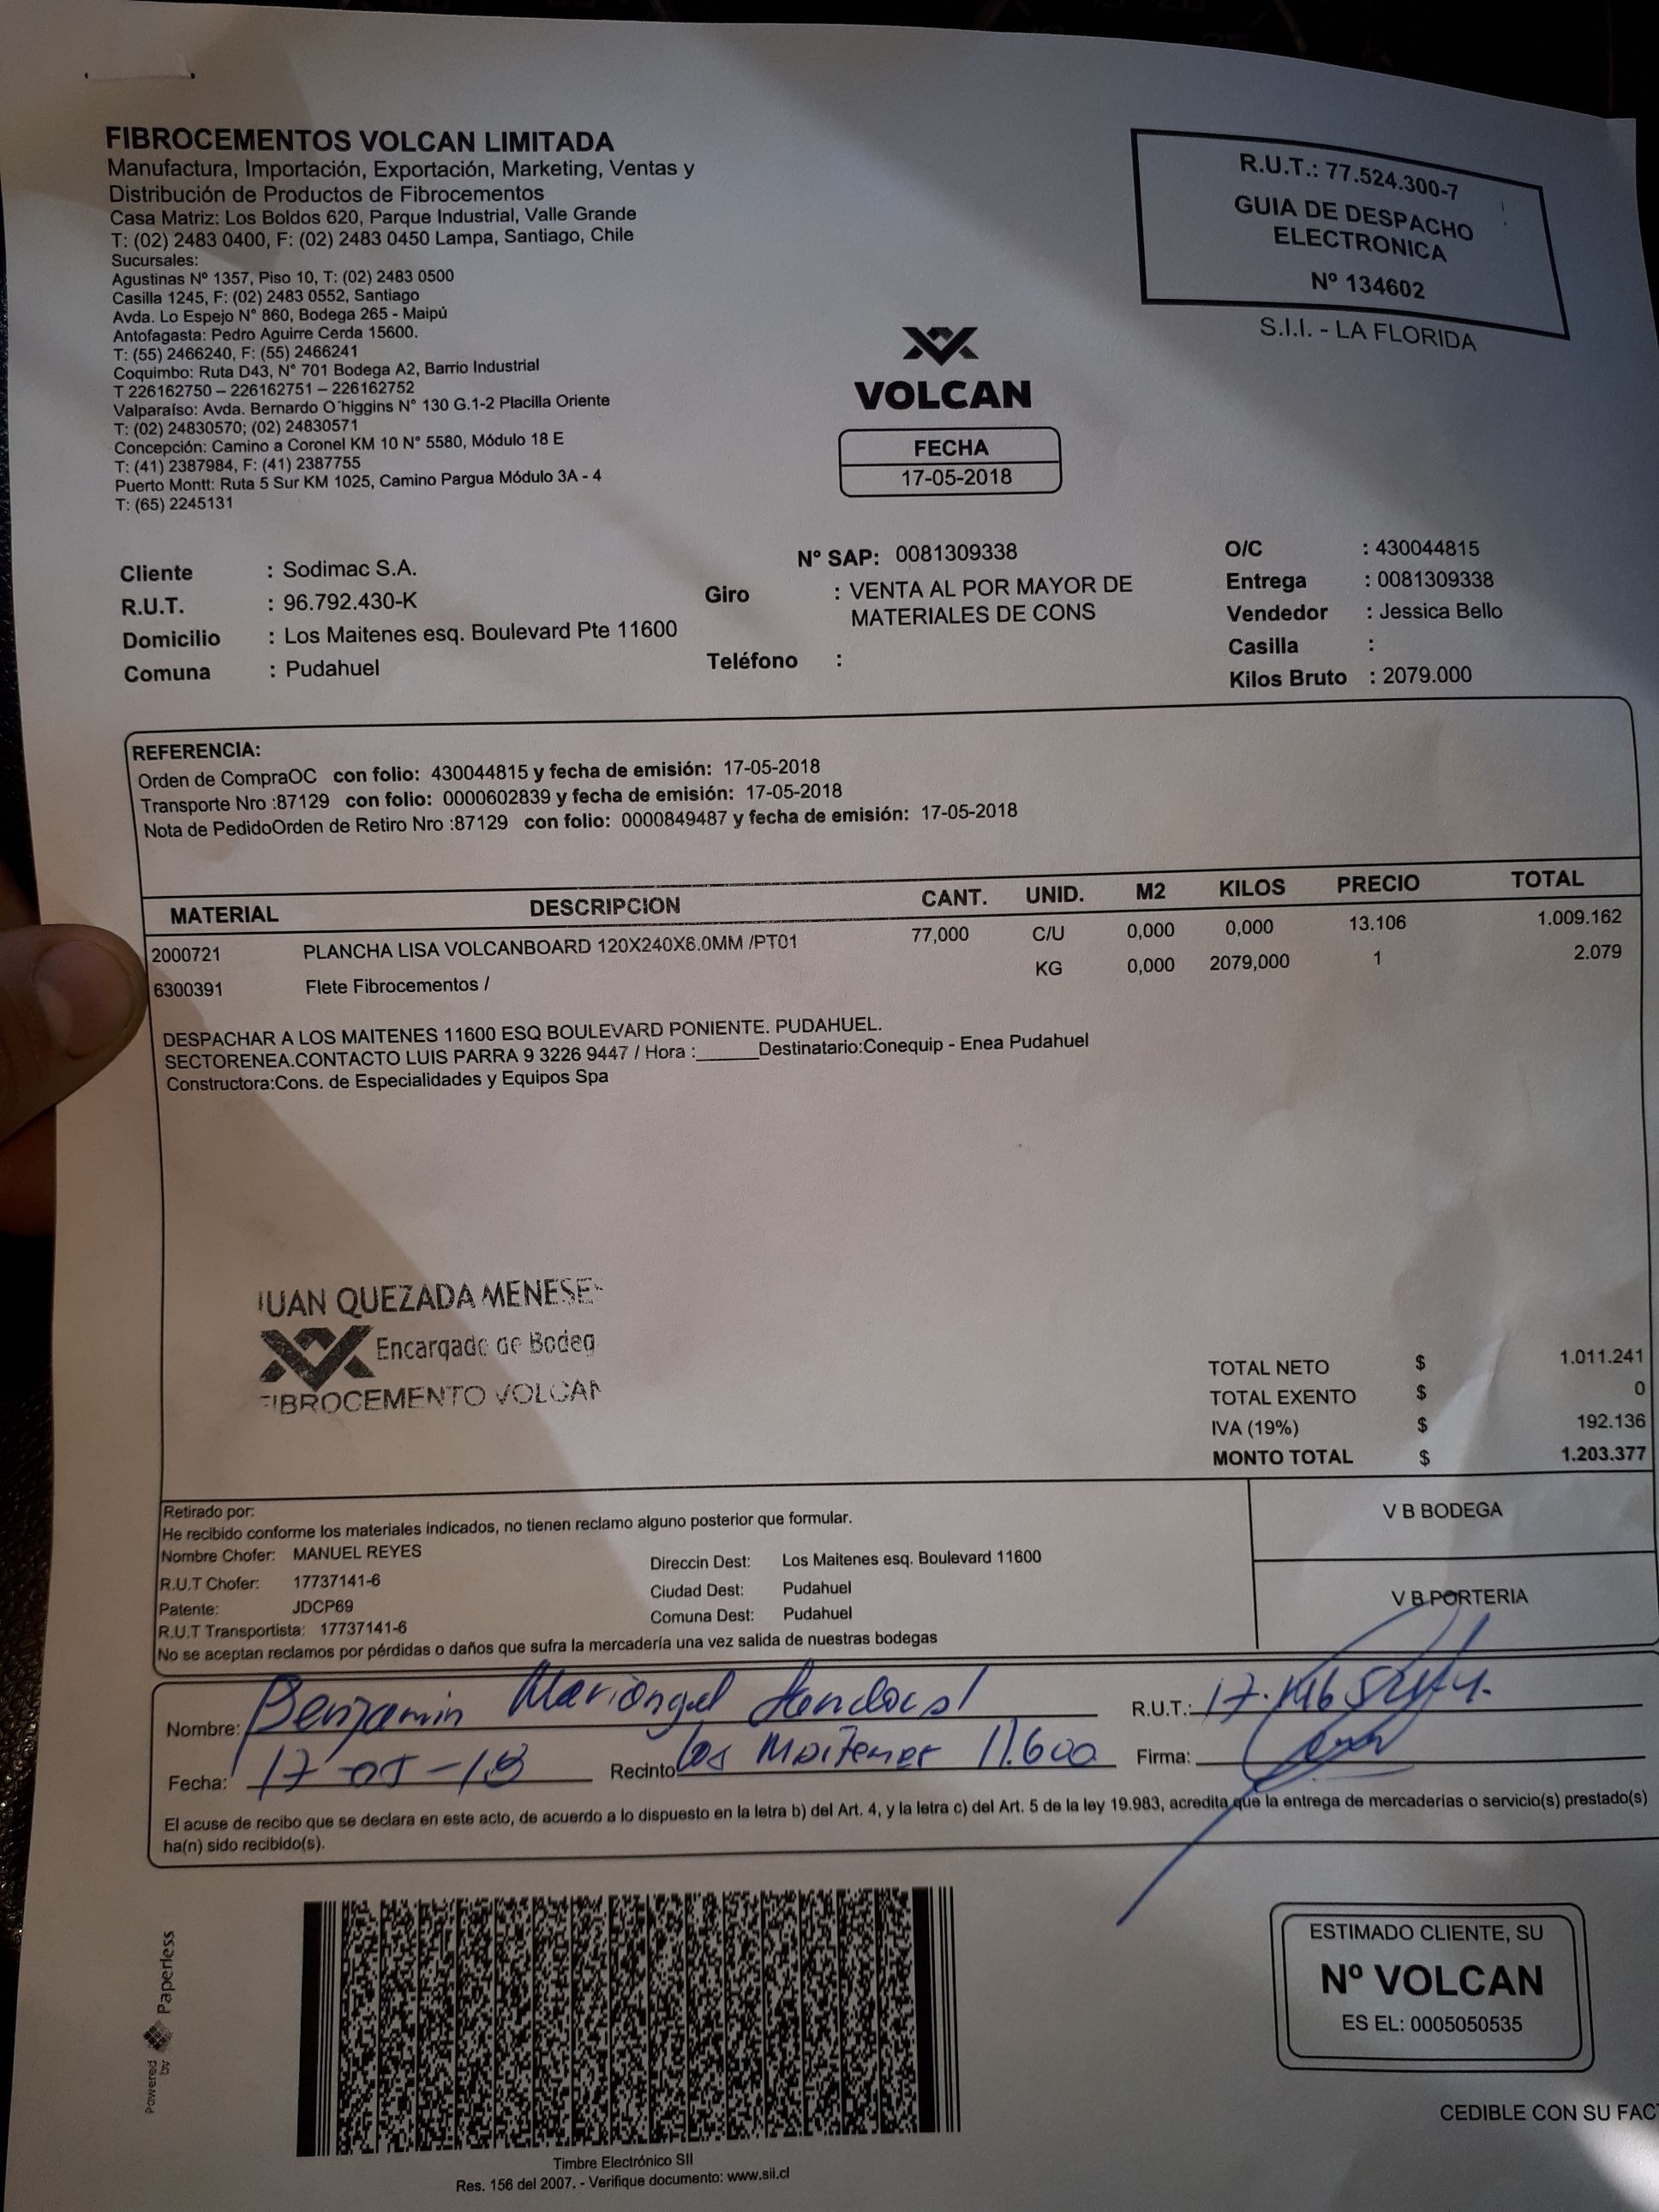 FIBROCEMENTOS VOLCAN LIMITADA
Manufactura, Importación, Exportación, Marketing, Ventas y
Distribución de Productos de Fibrocementos
Casa Matriz: Los Boldos 620, Parque Industrial, Valle Grande
T: (02) 2483 0400, F: (02) 2483 0450 Lampa, Santiago, Chile
Sucursales:
Agustinas Nº 1357, Piso 10, T: (02) 2483 0500
Casilla 1245, F: (02) 2483 0552, Santiago
Avda. Lo Espejo N° 860, Bodega 265 - Maipú
Antofagasta: Pedro Aguirre Cerda 15600.
T: (55) 2466240, F: (55) 2466241
Coquimbo: Ruta D43, N° 701 Bodega A2, Barrio Industrial
T 226162750 – 226162751 – 226162752
Valparaíso: Avda. Bernardo O´higgins N° 130 G.1-2 Placilla Oriente
T: (02) 24830570; (02) 24830571
Concepción: Camino a Coronel KM 10 N° 5580, Módulo 18 E
T: (41) 2387984, F: (41) 2387755
Puerto Montt: Ruta 5 Sur KM 1025, Camino Pargua Módulo 3A - 4
T: (65) 2245131
R.U.T.: 77.524.300-7
GUIA DE DESPACHO
ELECTRONICA
Nº 134602
S.I.I. - LA FLORIDA
VOLCAN
FECHA
17-05-2018
Cliente : Sodimac S.A.
R.U.T. : 96.792.430-K
Domicilio : Los Maitenes esq. Boulevard Pte 11600
Comuna : Pudahuel
Nº SAP: 0081309338
Giro : VENTA AL POR MAYOR DE
MATERIALES DE CONS
Teléfono :
O/C : 430044815
Entrega : 0081309338
Vendedor : Jessica Bello
Casilla :
Kilos Bruto : 2079.000
REFERENCIA:
Orden de CompraOC con folio: 430044815 y fecha de emisión: 17-05-2018
Transporte Nro :87129 con folio: 0000602839 y fecha de emisión: 17-05-2018
Nota de PedidoOrden de Retiro Nro :87129 con folio: 0000849487 y fecha de emisión: 17-05-2018
MATERIAL DESCRIPCION CANT. UNID. M2 KILOS PRECIO TOTAL
2000721 PLANCHA LISA VOLCANBOARD 120X240X6.0MM /PT01 77,000 C/U 0,000 0,000 13.106 1.009.162
6300391 Flete Fibrocementos / KG 0,000 2079,000 1 2.079
DESPACHAR A LOS MAITENES 11600 ESQ BOULEVARD PONIENTE. PUDAHUEL.
SECTORENEA.CONTACTO LUIS PARRA 9 3226 9447 / Hora :______Destinatario:Conequip - Enea Pudahuel
Constructora:Cons. de Especialidades y Equipos Spa
JUAN QUEZADA MENESES
Encargado de Bodeg
FIBROCEMENTO VOLCAN
TOTAL NETO $ 1.011.241
TOTAL EXENTO $ 0
IVA (19%) $ 192.136
MONTO TOTAL $ 1.203.377
Retirado por:
He recibido conforme los materiales indicados, no tienen reclamo alguno posterior que formular.
Nombre Chofer: MANUEL REYES
R.U.T Chofer: 17737141-6
Patente: JDCP69
R.U.T Transportista: 17737141-6
Direccin Dest: Los Maitenes esq. Boulevard 11600
Ciudad Dest: Pudahuel
Comuna Dest: Pudahuel
No se aceptan reclamos por pérdidas o daños que sufra la mercadería una vez salida de nuestras bodegas
V B BODEGA
V B PORTERIA
Nombre: Benjamin Mariangel
R.U.T.:
Fecha: 17-05-18 Recinto Los Maitenes 11.600 Firma:
El acuse de recibo que se declara en este acto, de acuerdo a lo dispuesto en la letra b) del Art. 4, y la letra c) del Art. 5 de la ley 19.983, acredita que la entrega de mercaderías o servicio(s) prestado(s)
ha(n) sido recibido(s).
Powered by Paperless
Timbre Electrónico SII
Res. 156 del 2007. - Verifique documento: www.sii.cl
ESTIMADO CLIENTE, SU
Nº VOLCAN
ES EL: 0005050535
CEDIBLE CON SU FAC